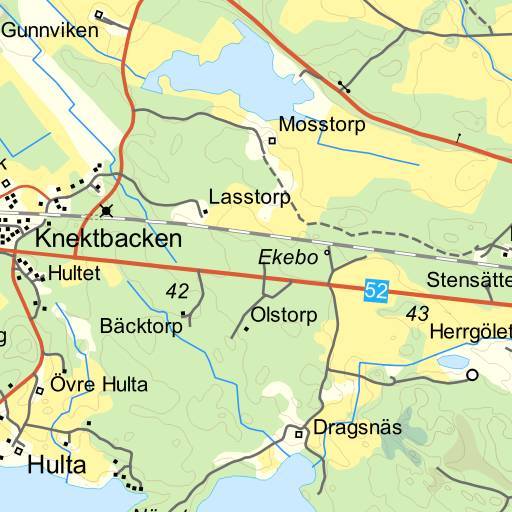 Gunnviken
Mosstorp
Lasstorp
Knektbacken
Ekebo
Hultet
Stensätte
42
52
Bäcktorp
Olstorp
43
Herrgölet
Övre Hulta
Dragsnäs
Hulta